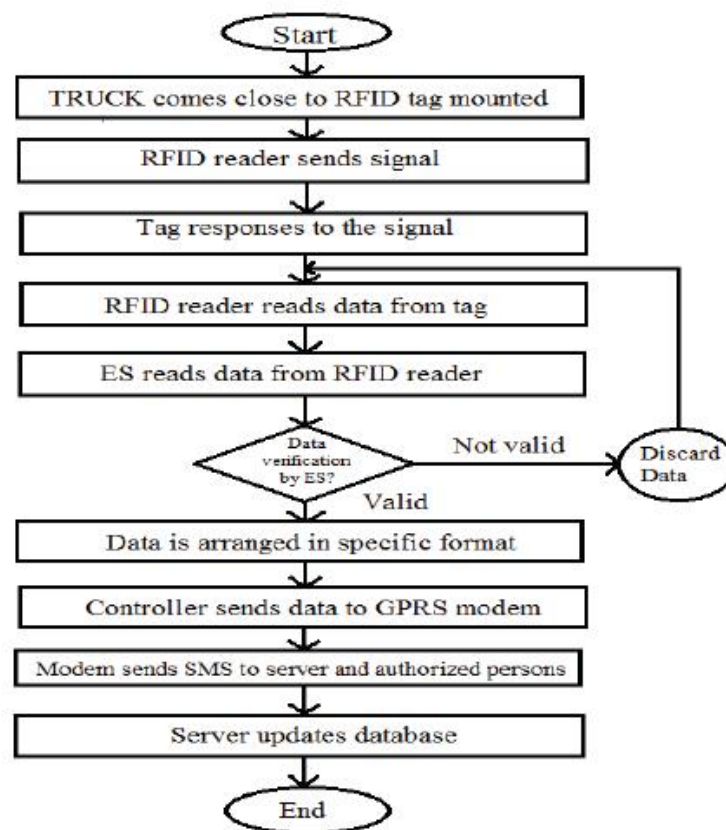 Start
TRUCK comes close to RFID tag mounted
RFID reader sends signal
Tag responses to the signal
RFID reader reads data from tag
ES reads data from RFID reader
Data
verification
by ES?
Not valid
Discard
Data
Valid
Data is arranged in specific format
Controller sends data to GPRS modem
Modem sends SMS to server and authorized persons
Server updates database
End